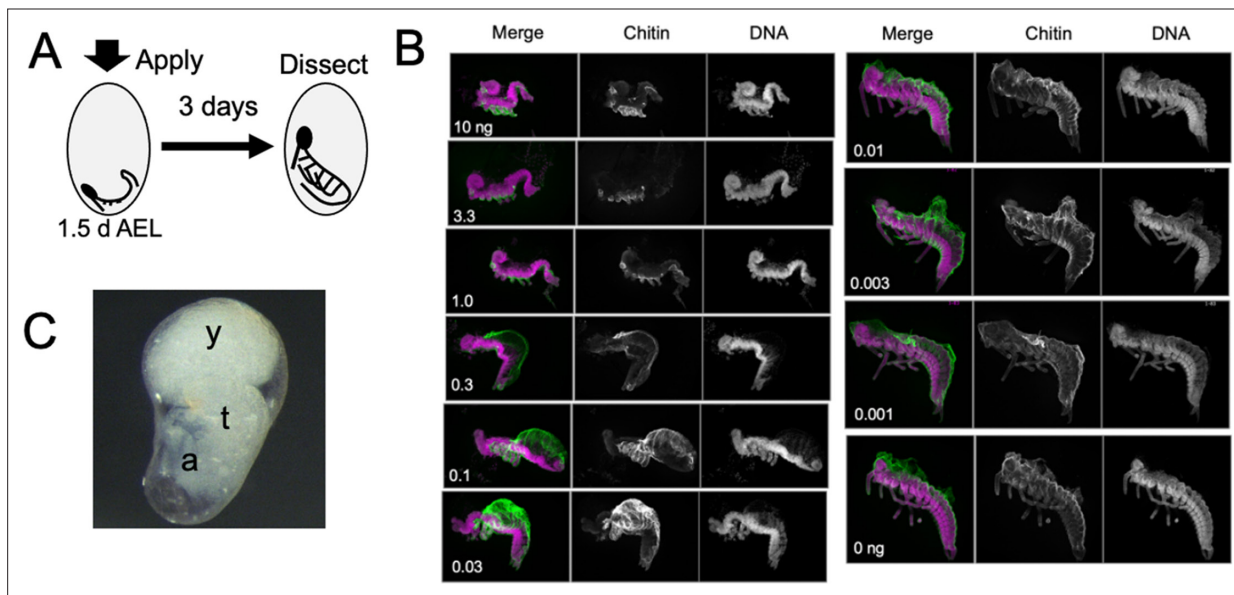 A
Apply
3 days
Dissect
1.5 d AEL
B
Merge Chitin DNA
10 ng
3.3
1.0
0.3
0.1
0.03
Merge Chitin DNA
0.01
0.003
0.001
0 ng
C
y
t
a